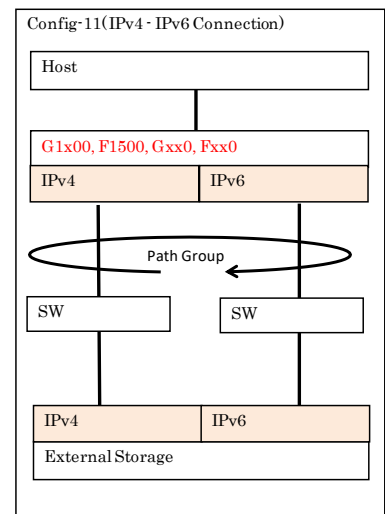 Config-11(IPv4 - IPv6 Connection)
Host
G1x00, F1500, Gxx0, Fxx0
IPv4 IPv6
Path Group
SW SW
IPv4 IPv6
External Storage